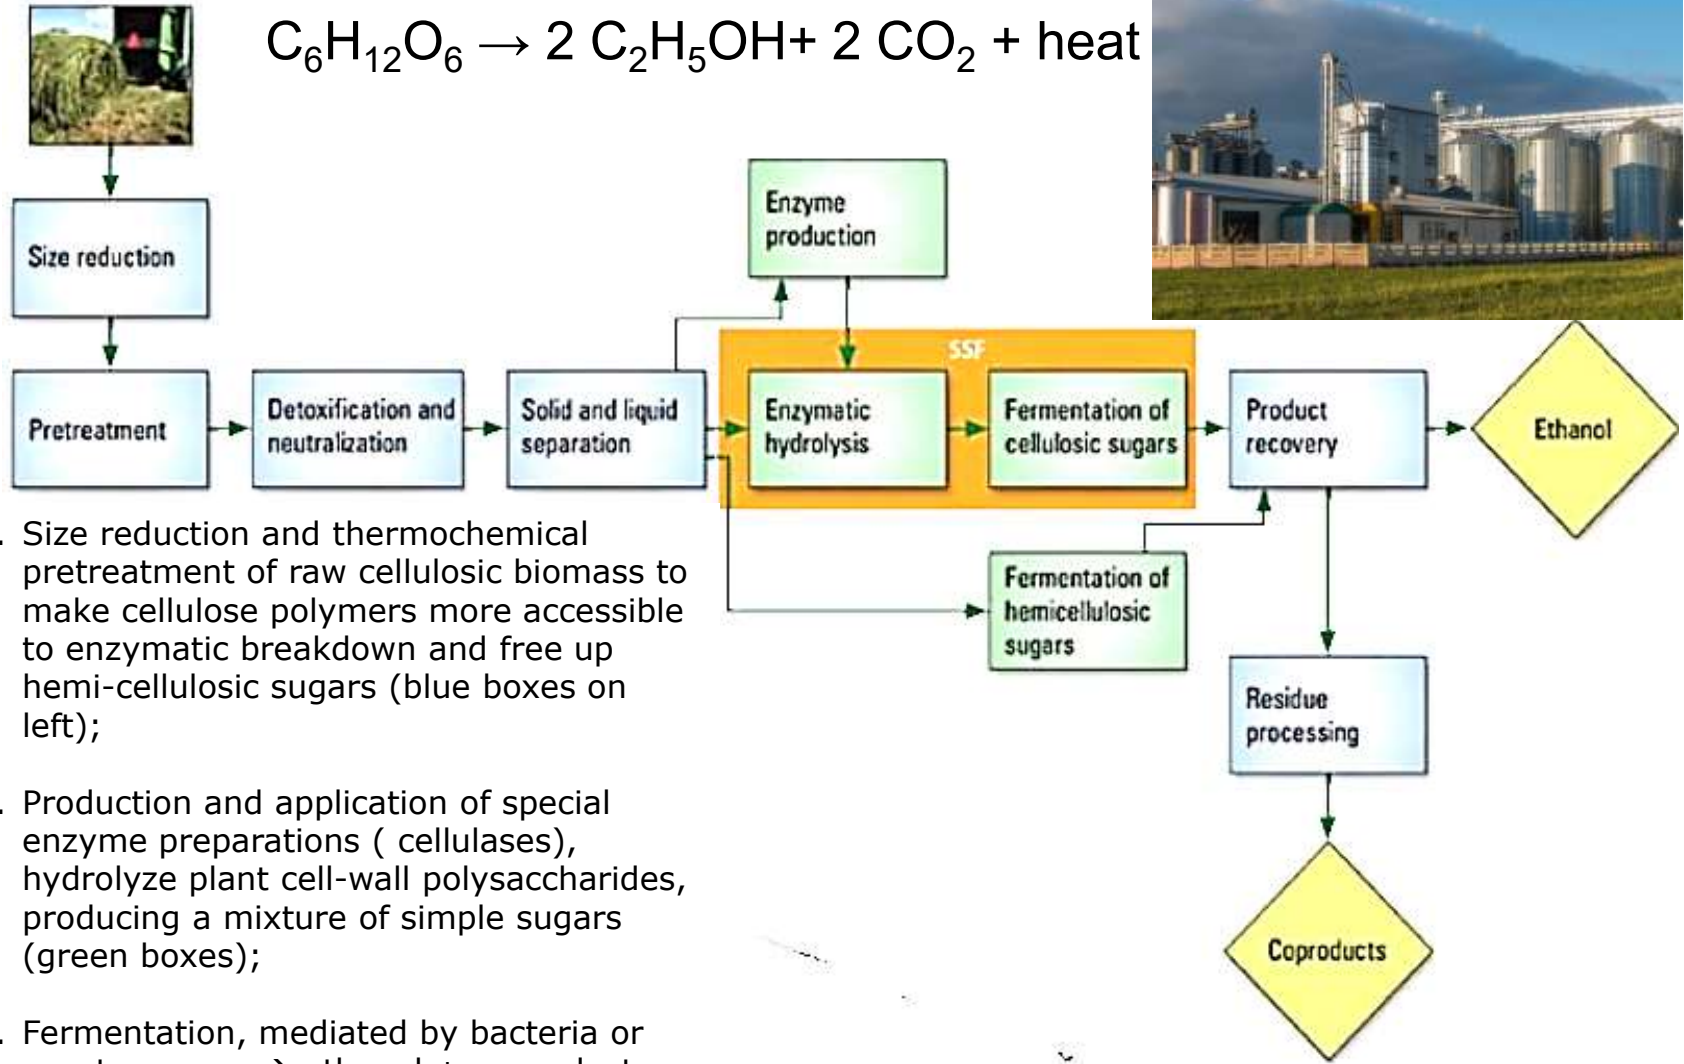 C₆H₁₂O₆ → 2 C₂H₅OH+ 2 CO₂ + heat
Enzyme
production
Size reduction
SSF
Pretreatment
Detoxification and
neutralization
Solid and liquid
separation
Enzymatic
hydrolysis
Fermentation of
cellulosic sugars
Product
recovery
Ethanol
Fermentation of
hemicellulosic
sugars
Residue
processing
Coproducts
. Size reduction and thermochemical
pretreatment of raw cellulosic biomass to
make cellulose polymers more accessible
to enzymatic breakdown and free up
hemi-cellulosic sugars (blue boxes on
left);
. Production and application of special
enzyme preparations ( cellulases),
hydrolyze plant cell-wall polysaccharides,
producing a mixture of simple sugars
(green boxes);
. Fermentation, mediated by bacteria or